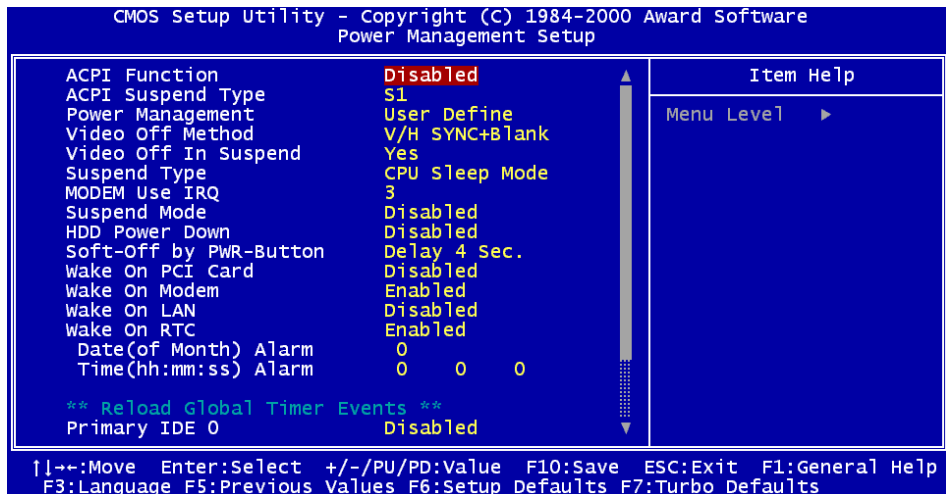 CMOS Setup Utility - Copyright (C) 1984-2000 Award Software
Power Management Setup
ACPI Function Disabled
ACPI Suspend Type S1
Power Management User Define
Video Off Method V/H SYNC+Blank
Video Off In Suspend Yes
Suspend Type CPU Sleep Mode
MODEM Use IRQ 3
Suspend Mode Disabled
HDD Power Down Disabled
Soft-Off by PWR-Button Delay 4 Sec.
Wake On PCI Card Disabled
Wake On Modem Enabled
Wake On LAN Disabled
Wake On RTC Enabled
Date(of Month) Alarm 0
Time(hh:mm:ss) Alarm 0 0 0
** Reload Global Timer Events **
Primary IDE 0 Disabled
Item Help
Menu Level ▶
↑↓→←:Move Enter:Select +/-/PU/PD:Value F10:Save ESC:Exit F1:General Help
F3:Language F5:Previous Values F6:Setup Defaults F7:Turbo Defaults